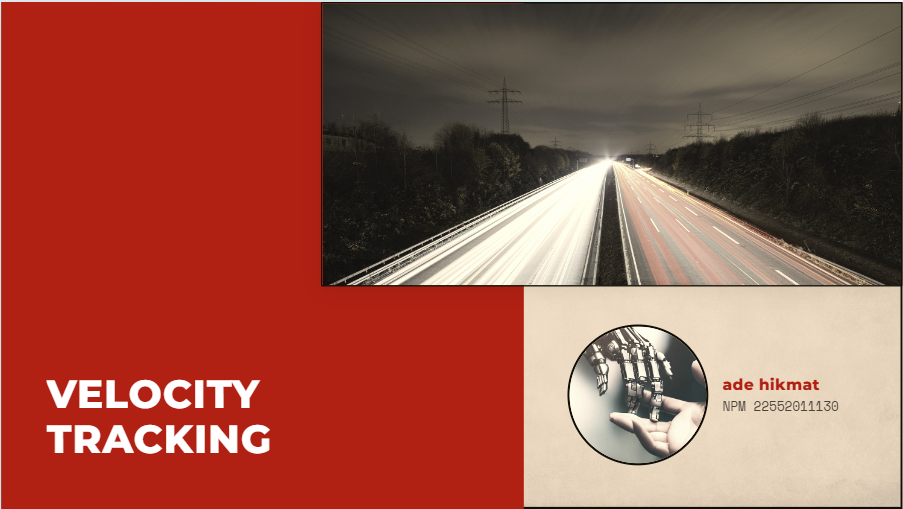 VELOCITY
TRACKING
ade hikmat
NPM 22552011130